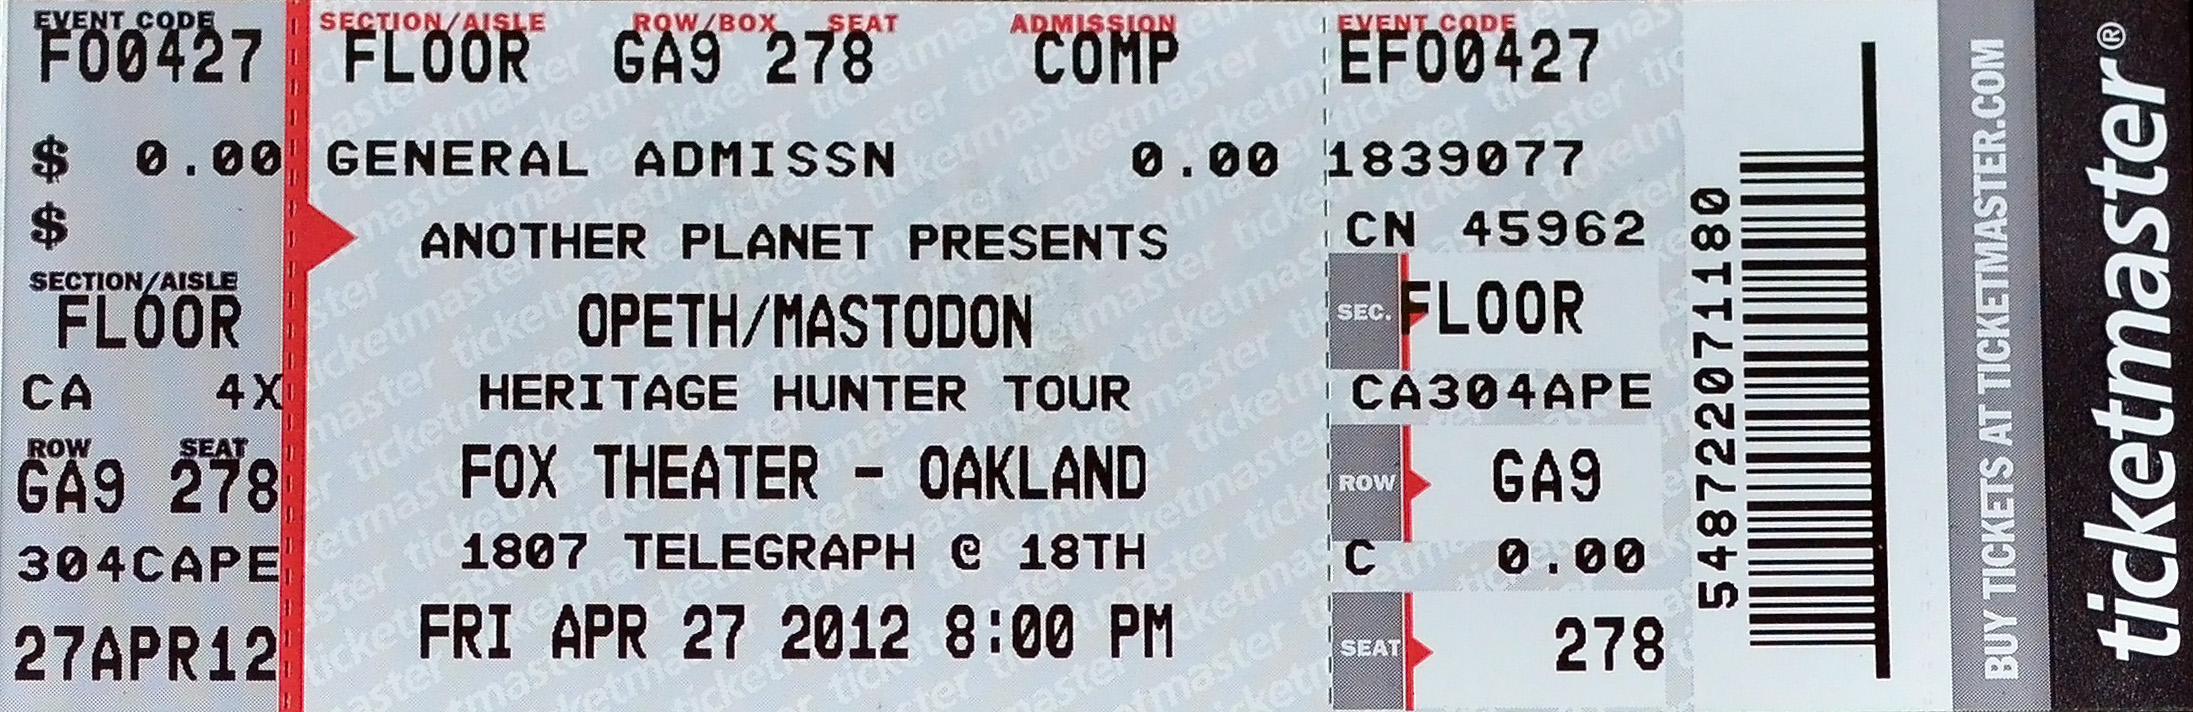 EVENT CODE
FO0427
$ 0.00
$
SECTION/AISLE
FLOOR
CA 4X
ROW SEAT
GA9 278
304CAPE
27APR12
SECTION/AISLE ROW/BOX SEAT ADMISSION
FLOOR GA9 278 COMP
GENERAL ADMISSN 0.00
ANOTHER PLANET PRESENTS
OPETH/MASTODON
HERITAGE HUNTER TOUR
FOX THEATER - OAKLAND
1807 TELEGRAPH @ 18TH
FRI APR 27 2012 8:00 PM
EVENT CODE
EFO0427
1839077
CN 45962
SEC. FLOOR
CA304APE
ROW GA9
C 0.00
SEAT 278
548722071180
BUY TICKETS AT TICKETMASTER.COM
ticketmaster®